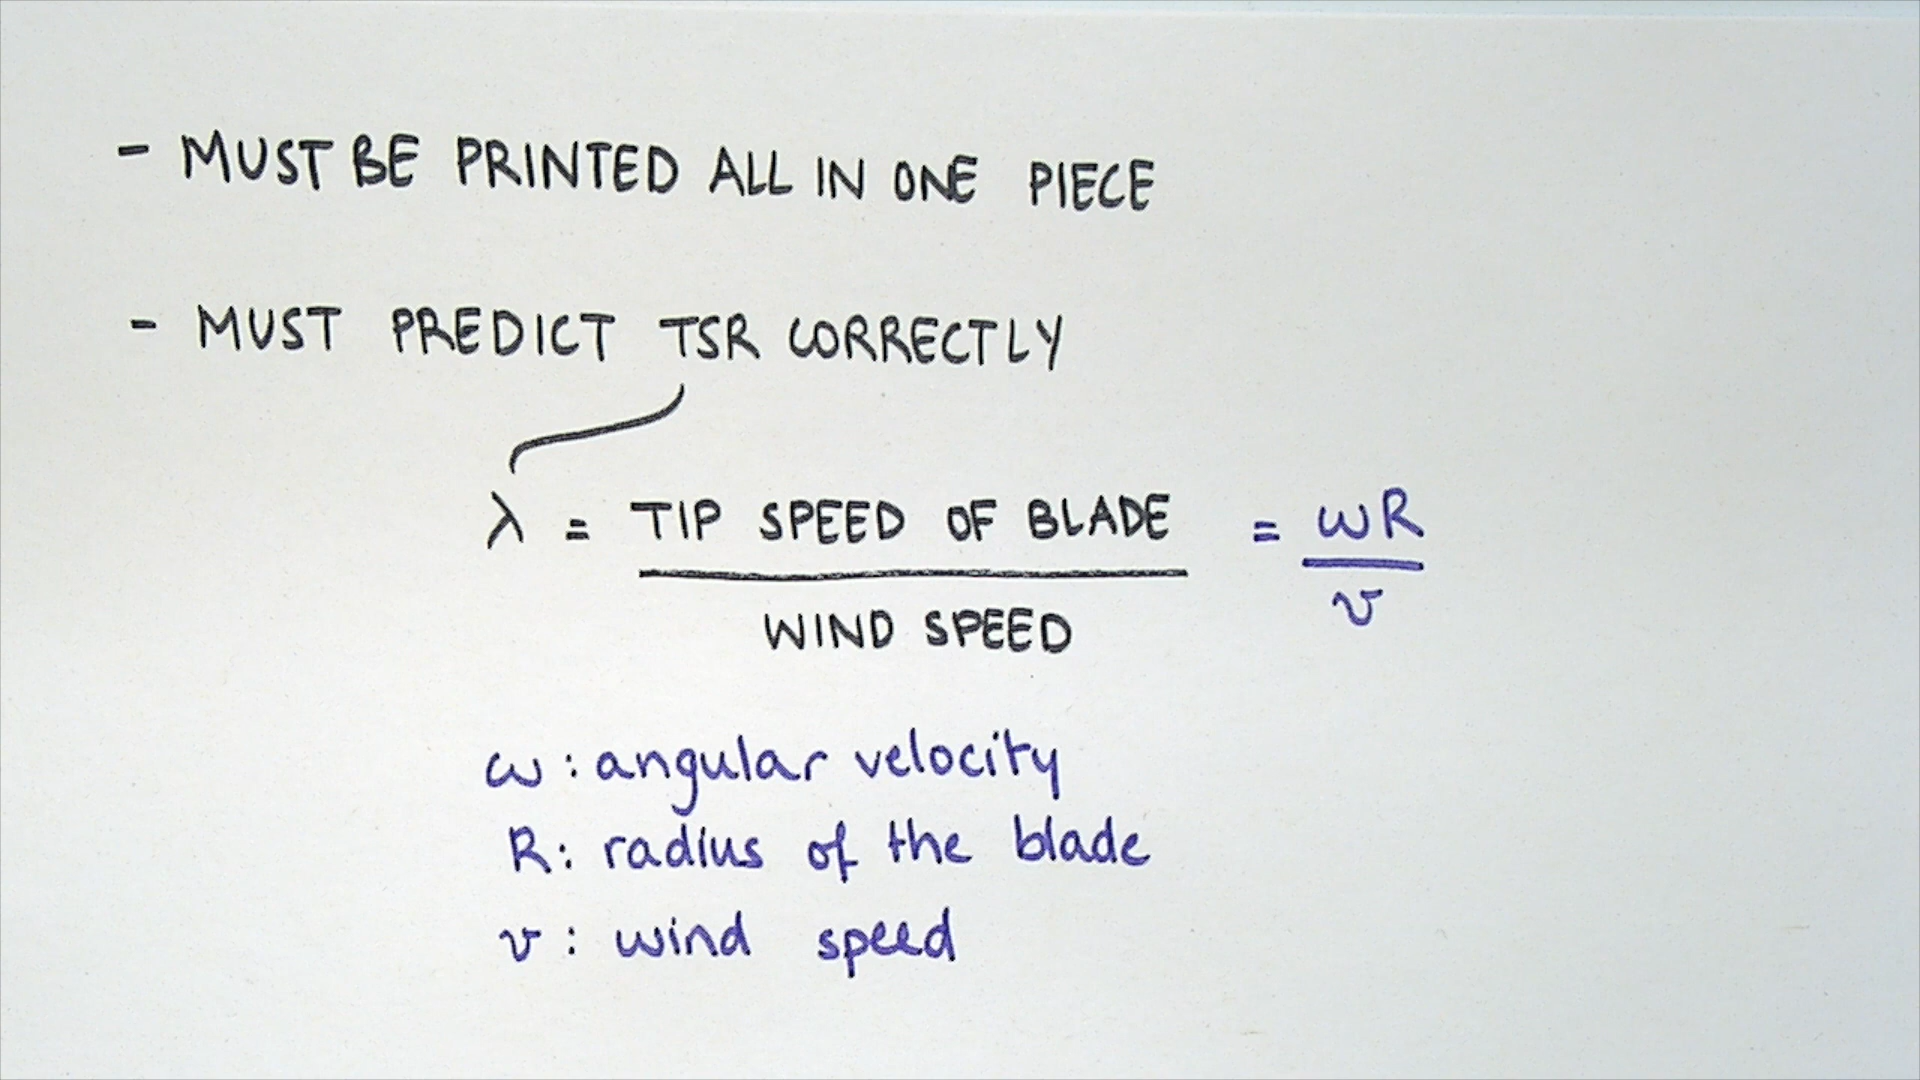 - MUST BE PRINTED ALL IN ONE PIECE
- MUST PREDICT TSR CORRECTLY
λ = TIP SPEED OF BLADE = ωR
WIND SPEED v
ω : angular velocity
R : radius of the blade
v : wind speed